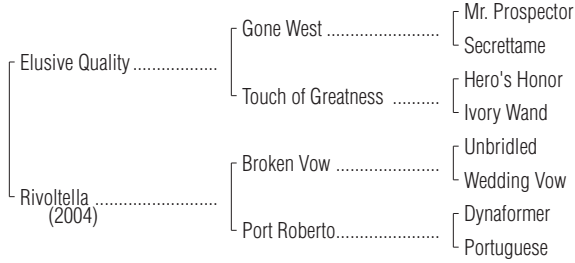 Mr. Prospector
Gone West ........................
Secrettame
Elusive Quality ..................
Hero's Honor
Touch of Greatness ..........
Ivory Wand
Unbridled
Broken Vow ......................
Wedding Vow
Rivoltella ..........................
(2004)
Dynaformer
Port Roberto......................
Portuguese